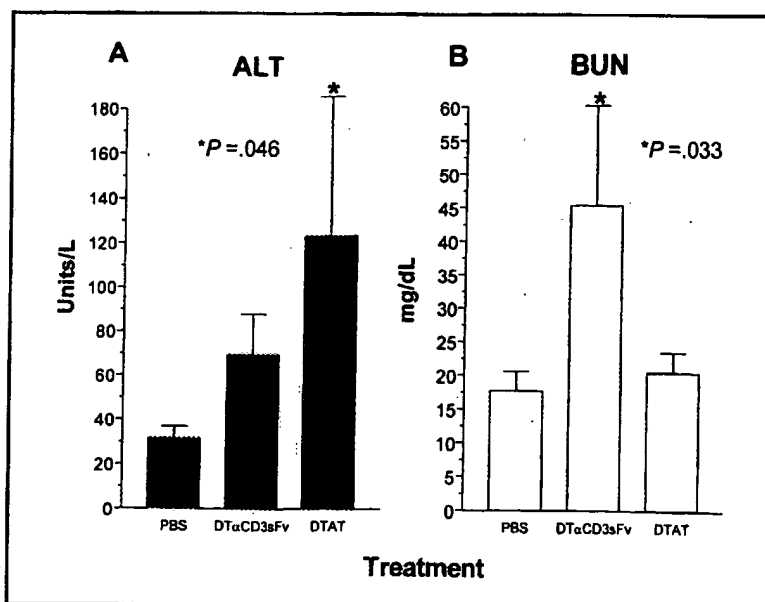 A
ALT
180
160
140
120
100
80
60
40
20
0
Units/L
*
*P =.046
PBS
DTαCD3sFv
DTAT
B
BUN
60
55
50
45
40
35
30
25
20
15
10
5
0
mg/dL
*
*P =.033
PBS
DTαCD3sFv
DTAT
Treatment